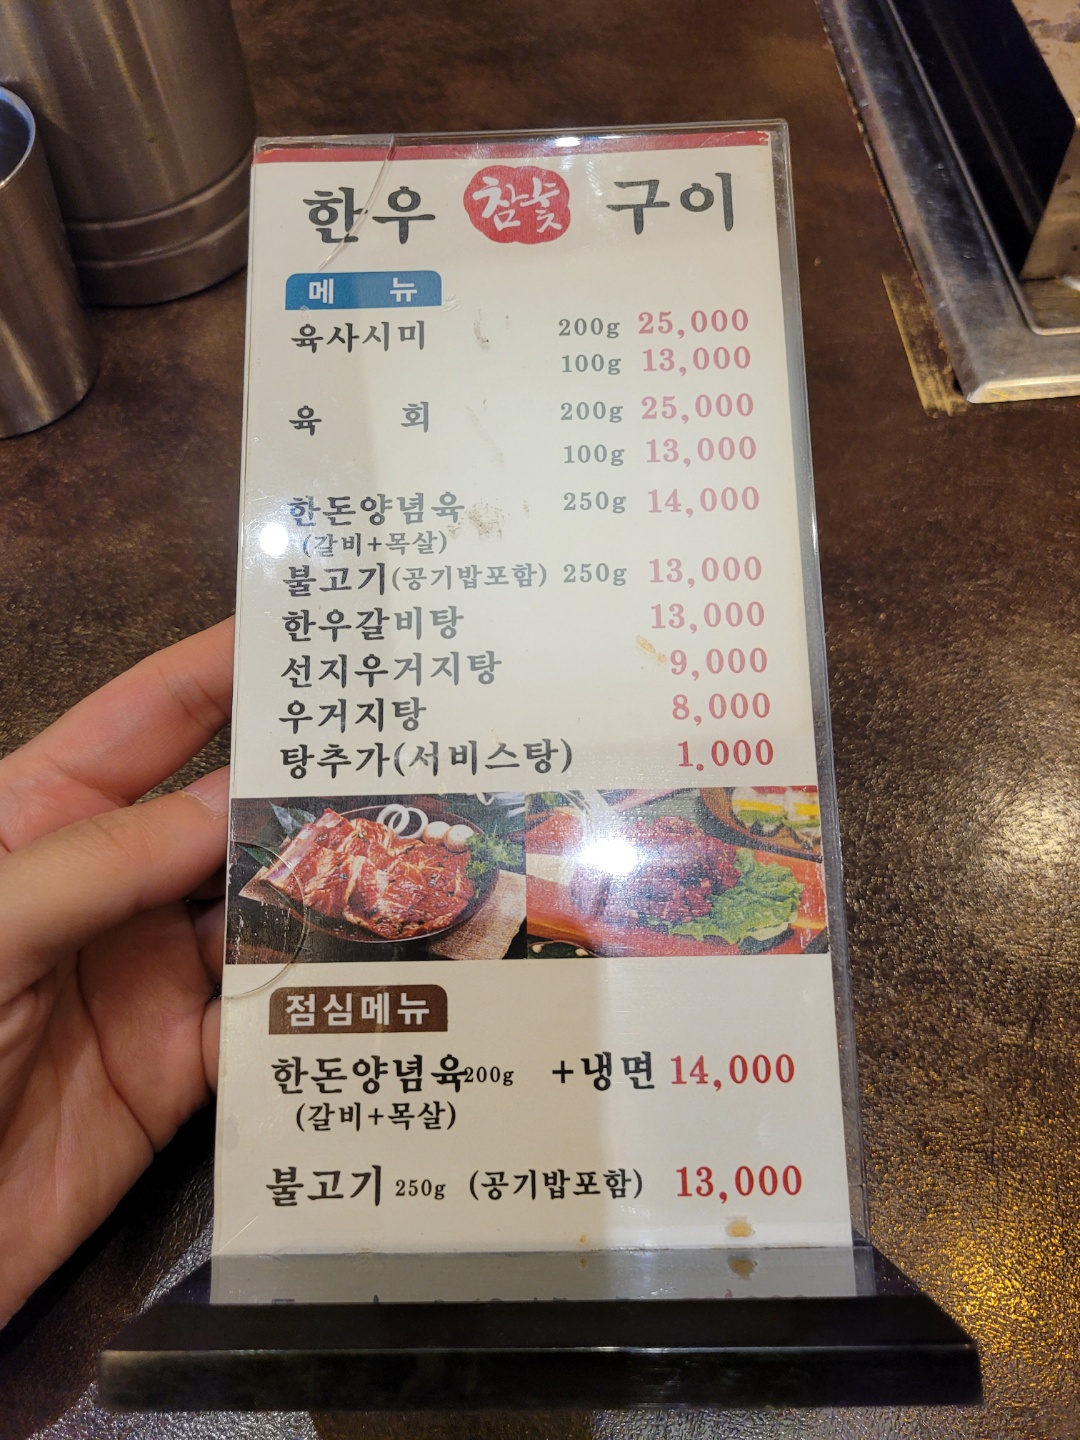 한우 참꽃 구이
메 뉴
육사시미 200g 25,000
100g 13,000
육 회 200g 25,000
100g 13,000
한돈양념육 250g 14,000
(갈비+목살)
불고기(공기밥포함) 250g 13,000
한우갈비탕 13,000
선지우거지탕 9,000
우거지탕 8,000
탕추가(서비스탕) 1.000
점심메뉴
한돈양념육200g +냉면 14,000
(갈비+목살)
불고기 250g (공기밥포함) 13,000